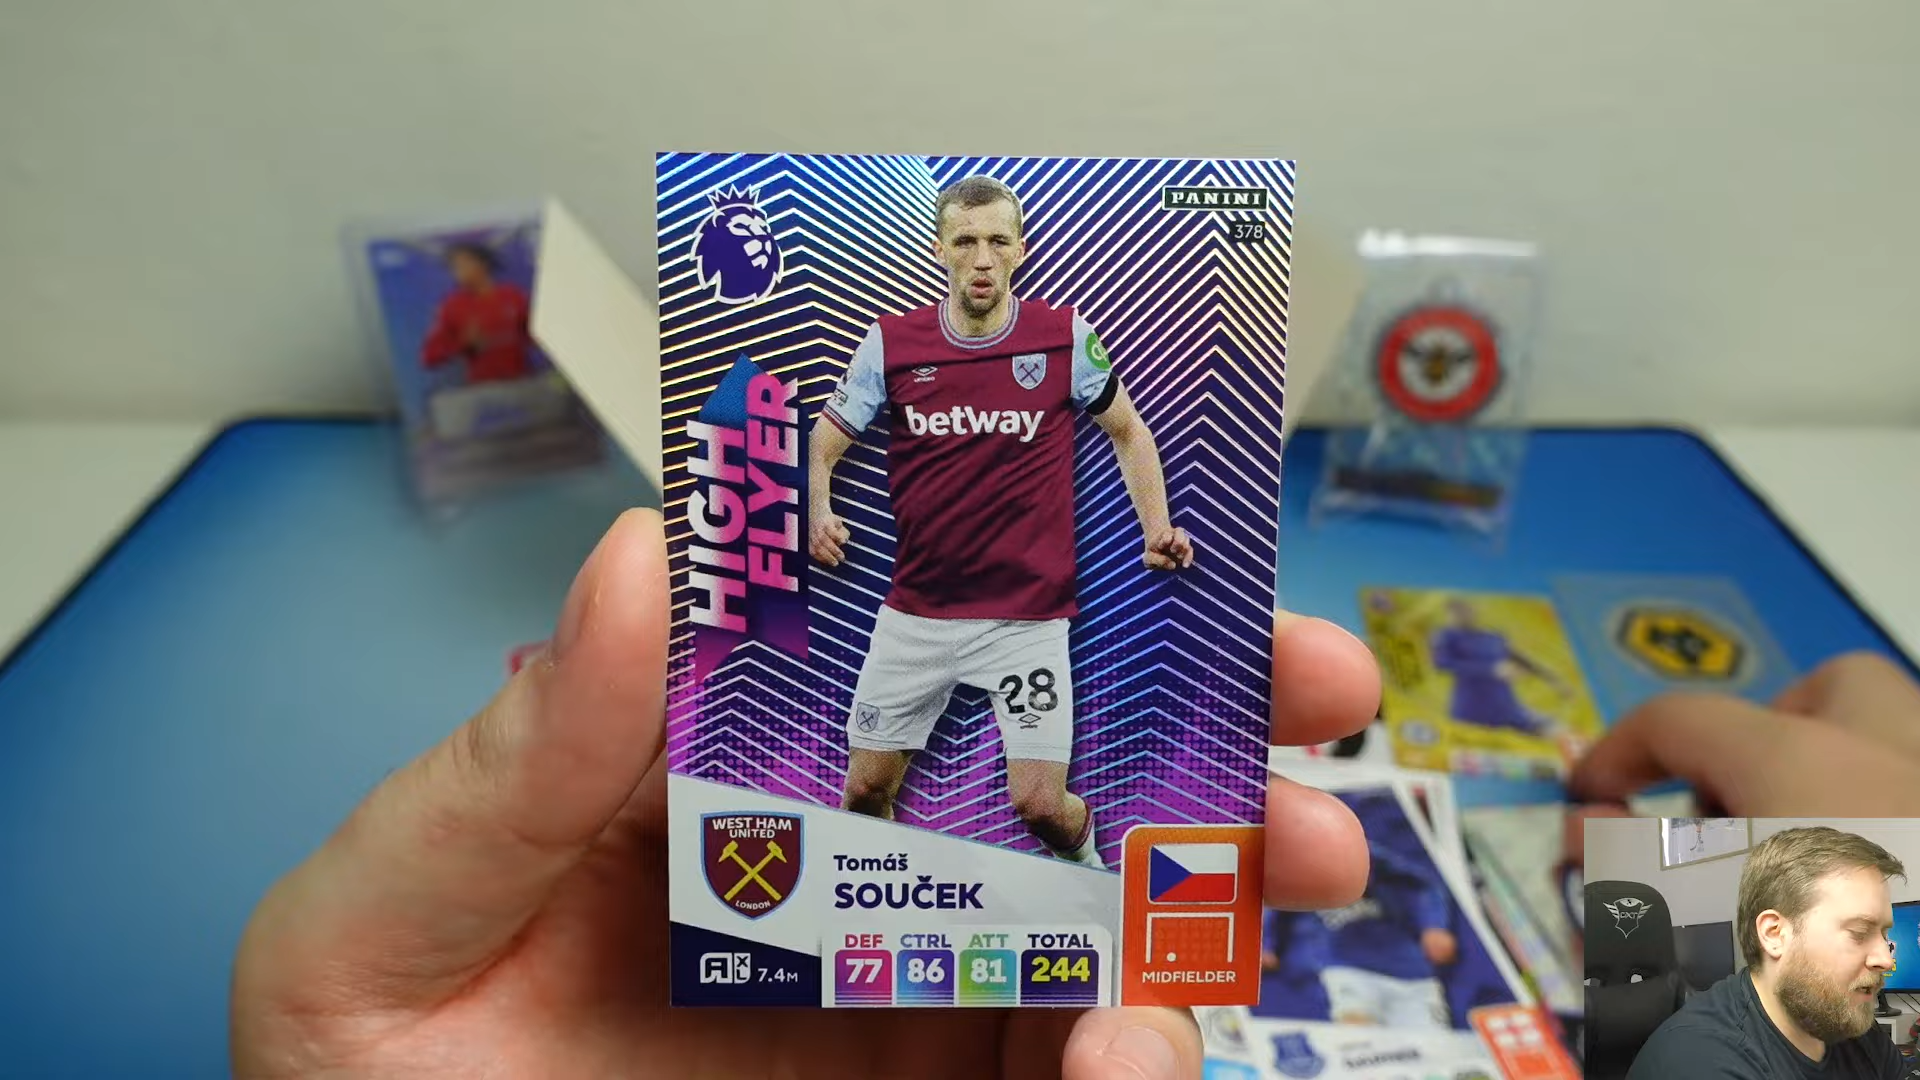 PANINI
378
HIGH
FLYER
betway
28
WEST HAM
UNITED
LONDON
Tomáš
SOUČEK
DEF CTRL ATT TOTAL
77 86 81 244
7.4M
MIDFIELDER